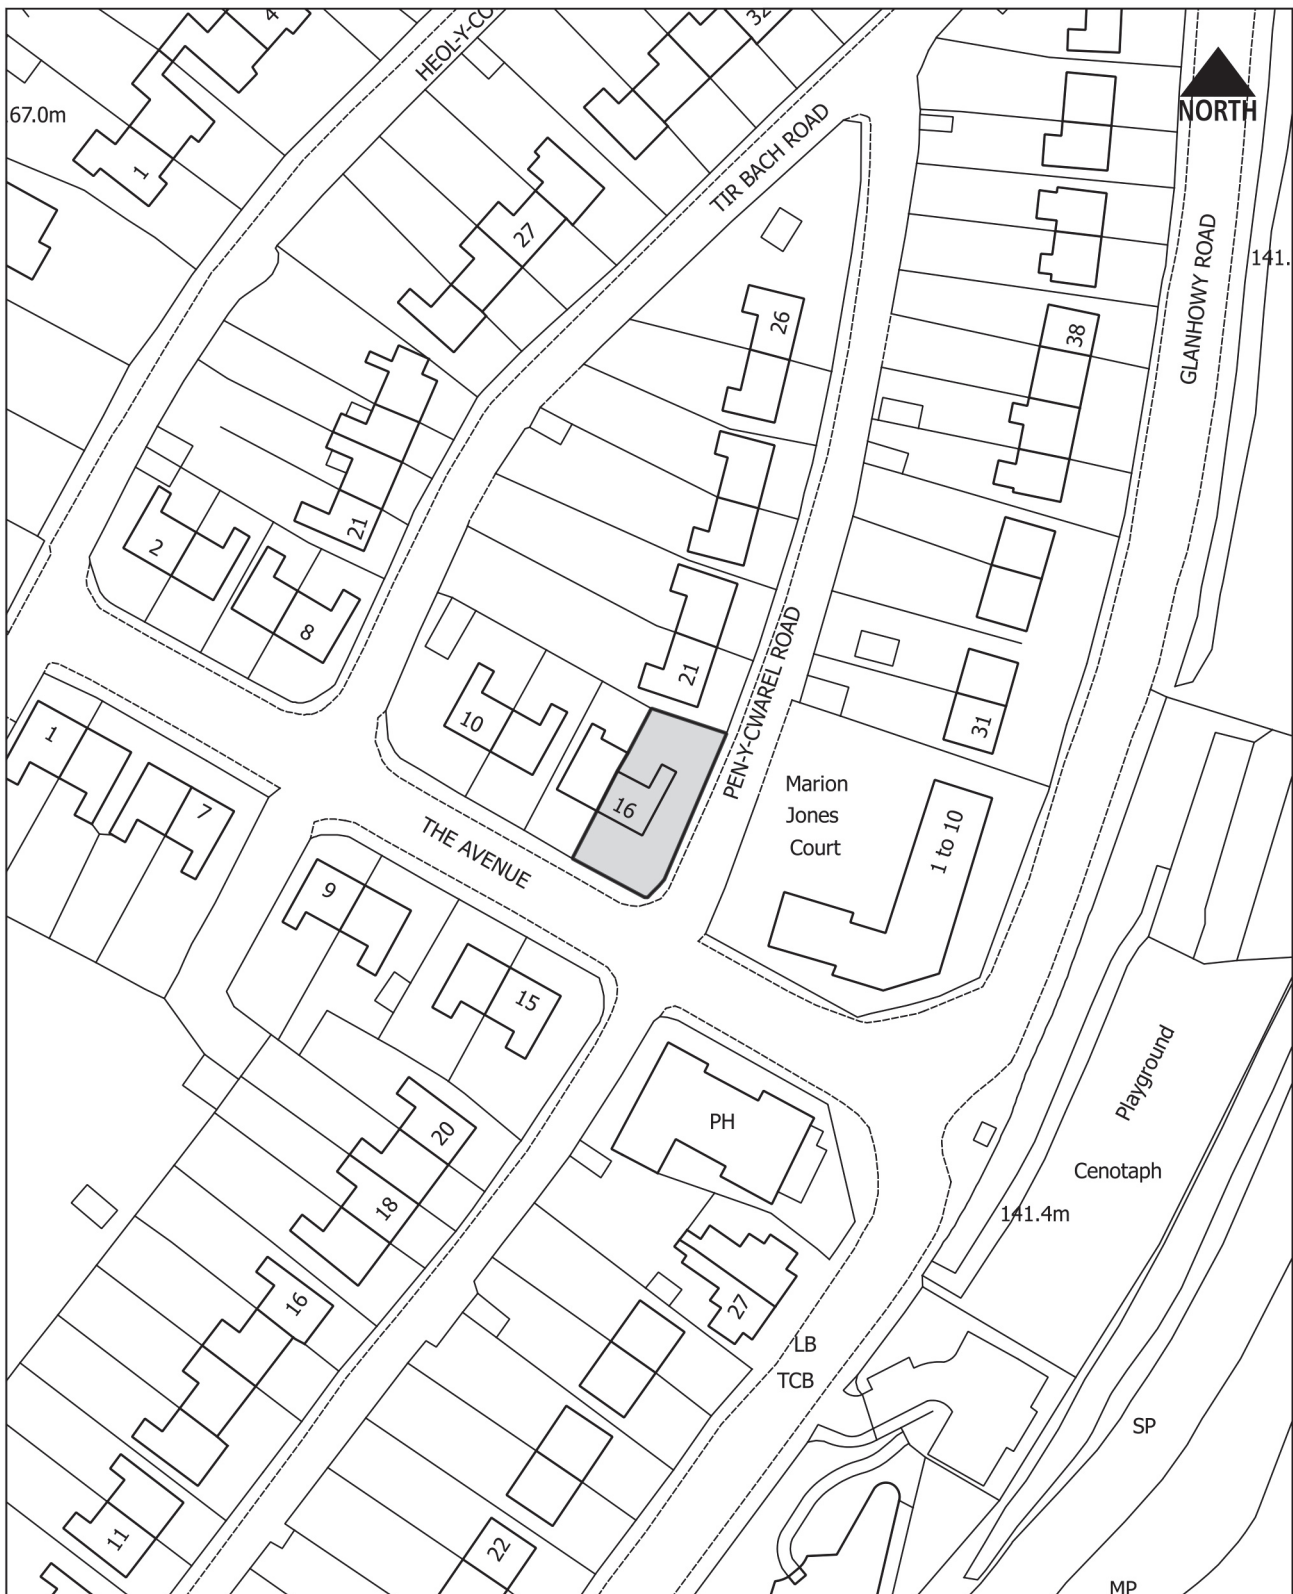 4
HEOL-Y-CO
32
67.0m
NORTH
1
TIR BACH ROAD
27
GLANHOWY ROAD
141.
26
38
21
2
8
PEN-Y-CWAREL ROAD
21
10
31
1
7
16
Marion
Jones
Court
1 to 10
THE AVENUE
9
15
Playground
PH
20
Cenotaph
18
141.4m
16
27
LB
TCB
SP
11
22
MP